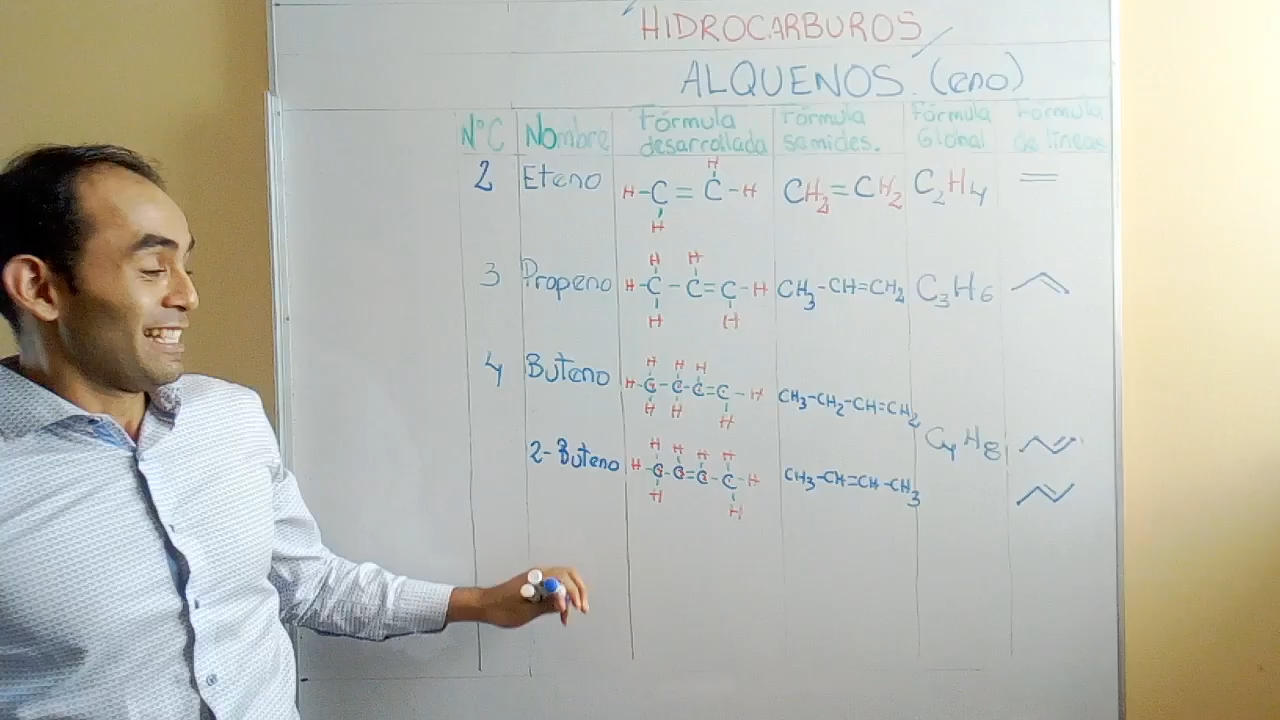 HIDROCARBUROS
ALQUENOS. (eno)
N°C Nombre Fórmula desarrollada Fórmula semides. Fórmula Global Fórmula de líneas
H
2 Eteno H-C=C-H CH₂=CH₂ C₂H₄
H
H H
3 Propeno H-C-C=C-H CH₃-CH=CH₂ C₃H₆
H H
H H H
4 Buteno H-C-C-C=C-H CH₃-CH₂-CH=CH₂
H H H
C₄H₈
H H H H
2-Buteno H-C-C=C-C-H CH₃-CH=CH-CH₃
H H